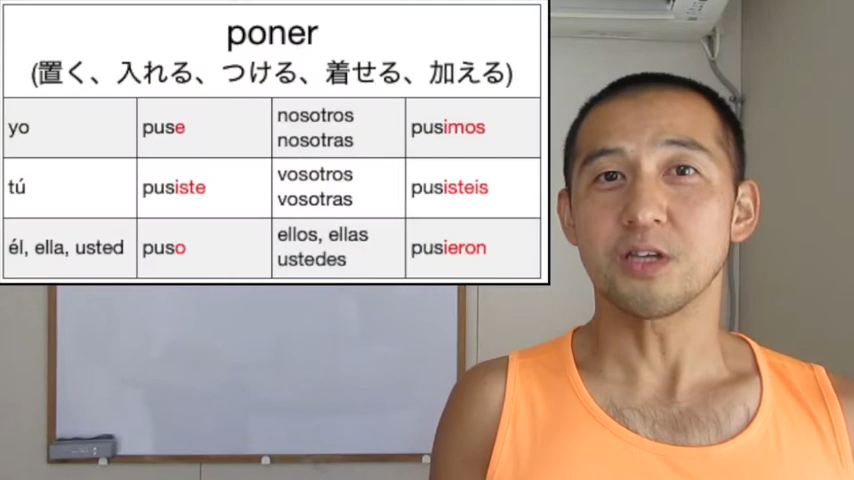 poner
(置く、入れる、つける、着せる、加える)
yo puse nosotros nosotras pusimos
tú pusiste vosotros vosotras pusisteis
él, ella, usted puso ellos, ellas ustedes pusieron